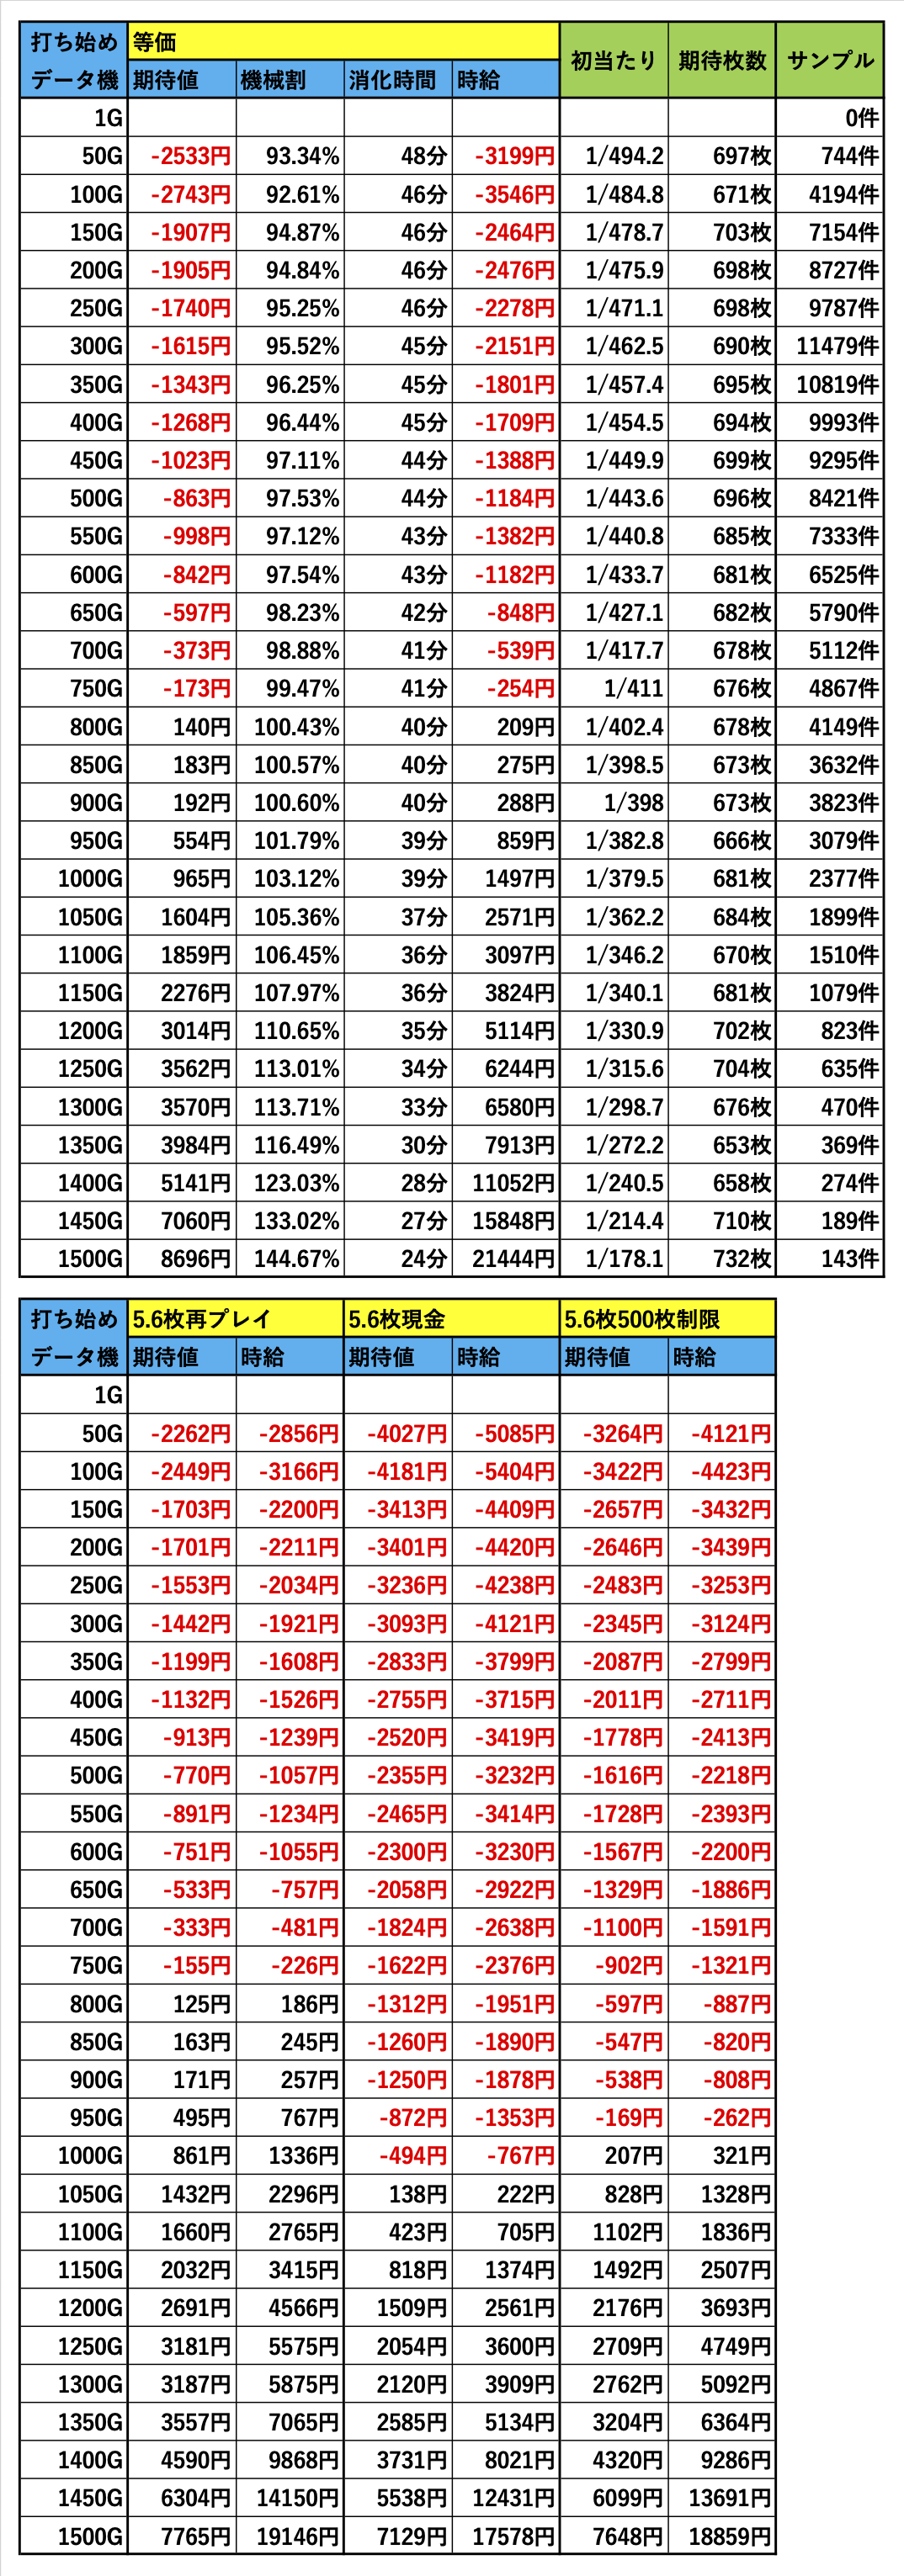 打ち始め 等価 初当たり 期待枚数 サンプル
データ機 期待値 機械割 消化時間 時給
1G 0件
50G -2533円 93.34% 48分 -3199円 1/494.2 697枚 744件
100G -2743円 92.61% 46分 -3546円 1/484.8 671枚 4194件
150G -1907円 94.87% 46分 -2464円 1/478.7 703枚 7154件
200G -1905円 94.84% 46分 -2476円 1/475.9 698枚 8727件
250G -1740円 95.25% 46分 -2278円 1/471.1 698枚 9787件
300G -1615円 95.52% 45分 -2151円 1/462.5 690枚 11479件
350G -1343円 96.25% 45分 -1801円 1/457.4 695枚 10819件
400G -1268円 96.44% 45分 -1709円 1/454.5 694枚 9993件
450G -1023円 97.11% 44分 -1388円 1/449.9 699枚 9295件
500G -863円 97.53% 44分 -1184円 1/443.6 696枚 8421件
550G -998円 97.12% 43分 -1382円 1/440.8 685枚 7333件
600G -842円 97.54% 43分 -1182円 1/433.7 681枚 6525件
650G -597円 98.23% 42分 -848円 1/427.1 682枚 5790件
700G -373円 98.88% 41分 -539円 1/417.7 678枚 5112件
750G -173円 99.47% 41分 -254円 1/411 676枚 4867件
800G 140円 100.43% 40分 209円 1/402.4 678枚 4149件
850G 183円 100.57% 40分 275円 1/398.5 673枚 3632件
900G 192円 100.60% 40分 288円 1/398 673枚 3823件
950G 554円 101.79% 39分 859円 1/382.8 666枚 3079件
1000G 965円 103.12% 39分 1497円 1/379.5 681枚 2377件
1050G 1604円 105.36% 37分 2571円 1/362.2 684枚 1899件
1100G 1859円 106.45% 36分 3097円 1/346.2 670枚 1510件
1150G 2276円 107.97% 36分 3824円 1/340.1 681枚 1079件
1200G 3014円 110.65% 35分 5114円 1/330.9 702枚 823件
1250G 3562円 113.01% 34分 6244円 1/315.6 704枚 635件
1300G 3570円 113.71% 33分 6580円 1/298.7 676枚 470件
1350G 3984円 116.49% 30分 7913円 1/272.2 653枚 369件
1400G 5141円 123.03% 28分 11052円 1/240.5 658枚 274件
1450G 7060円 133.02% 27分 15848円 1/214.4 710枚 189件
1500G 8696円 144.67% 24分 21444円 1/178.1 732枚 143件
打ち始め 5.6枚再プレイ 5.6枚現金 5.6枚500枚制限
データ機 期待値 時給 期待値 時給 期待値 時給
1G
50G -2262円 -2856円 -4027円 -5085円 -3264円 -4121円
100G -2449円 -3166円 -4181円 -5404円 -3422円 -4423円
150G -1703円 -2200円 -3413円 -4409円 -2657円 -3432円
200G -1701円 -2211円 -3401円 -4420円 -2646円 -3439円
250G -1553円 -2034円 -3236円 -4238円 -2483円 -3253円
300G -1442円 -1921円 -3093円 -4121円 -2345円 -3124円
350G -1199円 -1608円 -2833円 -3799円 -2087円 -2799円
400G -1132円 -1526円 -2755円 -3715円 -2011円 -2711円
450G -913円 -1239円 -2520円 -3419円 -1778円 -2413円
500G -770円 -1057円 -2355円 -3232円 -1616円 -2218円
550G -891円 -1234円 -2465円 -3414円 -1728円 -2393円
600G -751円 -1055円 -2300円 -3230円 -1567円 -2200円
650G -533円 -757円 -2058円 -2922円 -1329円 -1886円
700G -333円 -481円 -1824円 -2638円 -1100円 -1591円
750G -155円 -226円 -1622円 -2376円 -902円 -1321円
800G 125円 186円 -1312円 -1951円 -597円 -887円
850G 163円 245円 -1260円 -1890円 -547円 -820円
900G 171円 257円 -1250円 -1878円 -538円 -808円
950G 495円 767円 -872円 -1353円 -169円 -262円
1000G 861円 1336円 -494円 -767円 207円 321円
1050G 1432円 2296円 138円 222円 828円 1328円
1100G 1660円 2765円 423円 705円 1102円 1836円
1150G 2032円 3415円 818円 1374円 1492円 2507円
1200G 2691円 4566円 1509円 2561円 2176円 3693円
1250G 3181円 5575円 2054円 3600円 2709円 4749円
1300G 3187円 5875円 2120円 3909円 2762円 5092円
1350G 3557円 7065円 2585円 5134円 3204円 6364円
1400G 4590円 9868円 3731円 8021円 4320円 9286円
1450G 6304円 14150円 5538円 12431円 6099円 13691円
1500G 7765円 19146円 7129円 17578円 7648円 18859円